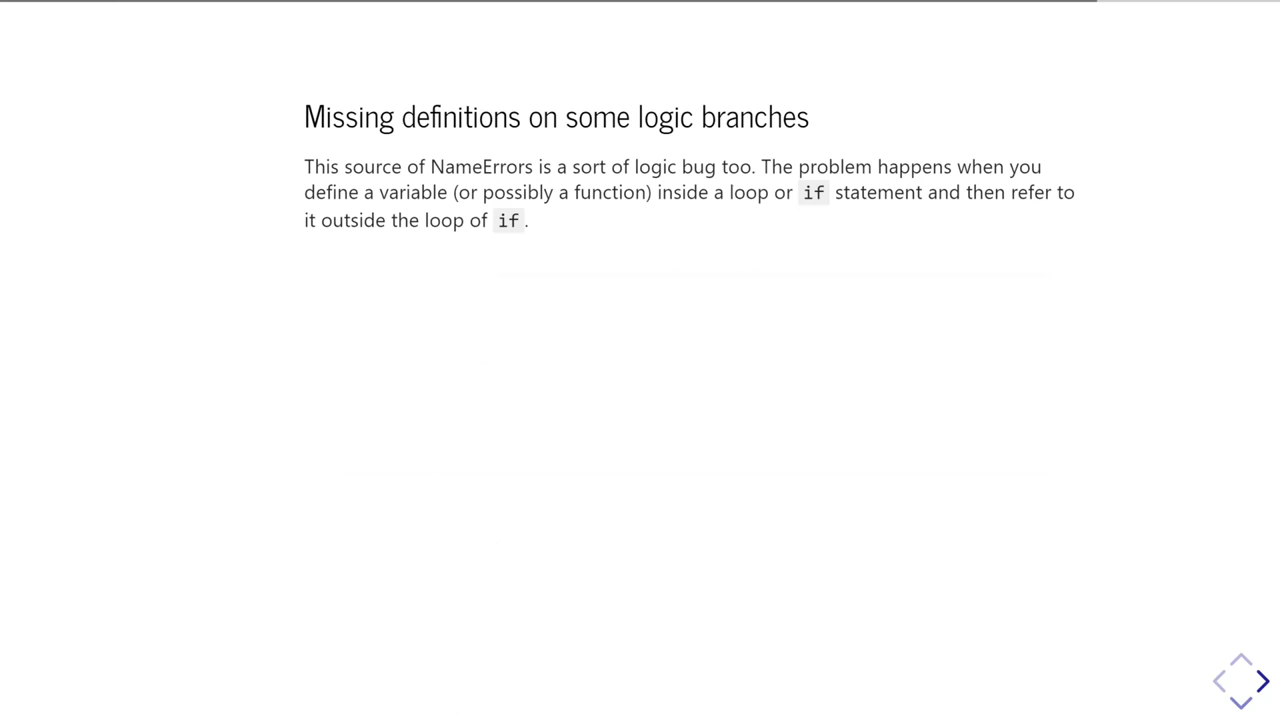 Missing definitions on some logic branches
This source of NameErrors is a sort of logic bug too. The problem happens when you
define a variable (or possibly a function) inside a loop or if statement and then refer to
it outside the loop of if.